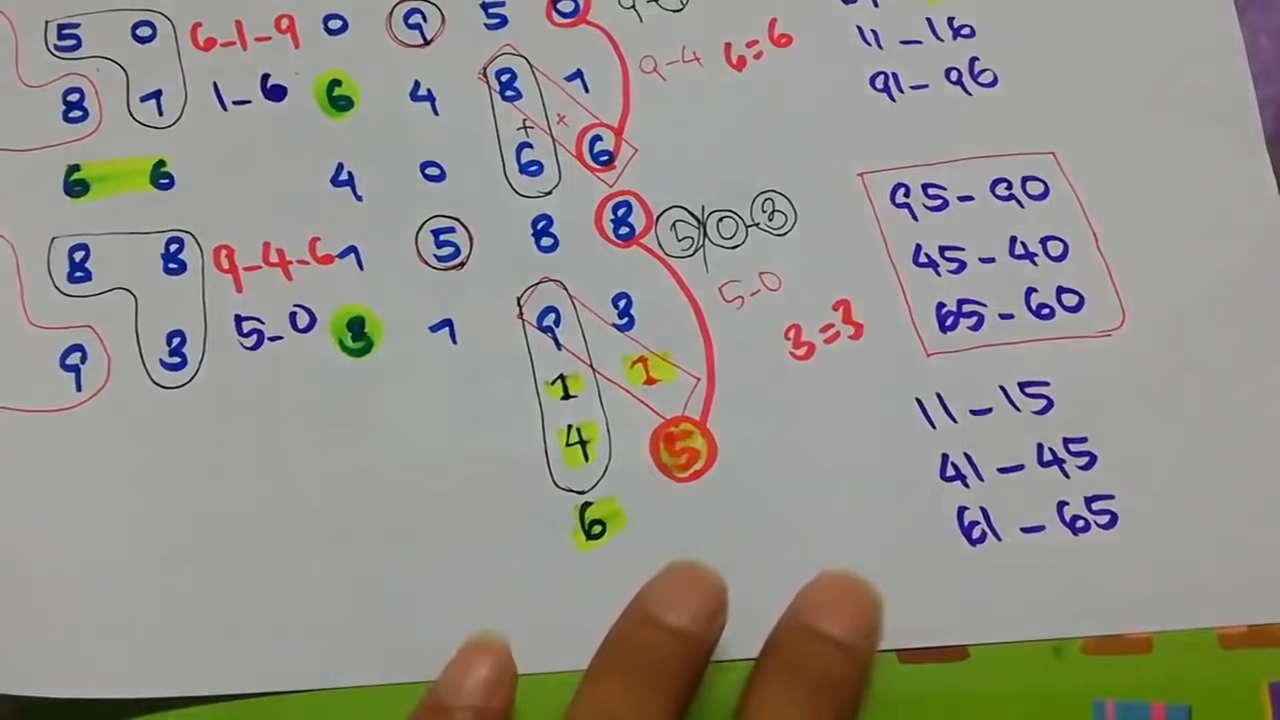 5 0 6-1-9 0 9 5 0
8 7 1-6 6 4 8 7 9-4 6=6
+ ×
6 6 4 0 6 6
8 8 9-4-6 7 5 8 8 5/0-3
9 3 5-0 3 7 9 3 5-0 3=3
1 1
4 5
6
11-16
91-96
95-90
45-40
65-60
11-15
41-45
61-65